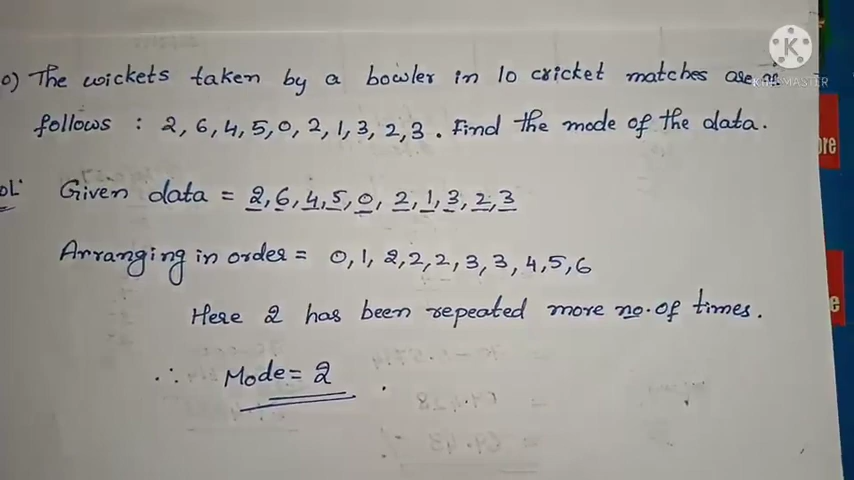 o) The wickets taken by a bowler in 10 cricket matches are as
follows : 2, 6, 4, 5, 0, 2, 1, 3, 2, 3. Find the mode of the data.
Given data = 2, 6, 4, 5, 0, 2, 1, 3, 2, 3
Arranging in order = 0, 1, 2, 2, 2, 3, 3, 4, 5, 6
Here 2 has been repeated more no. of times.
∴ Mode = 2
K
KINEMASTER
re
e